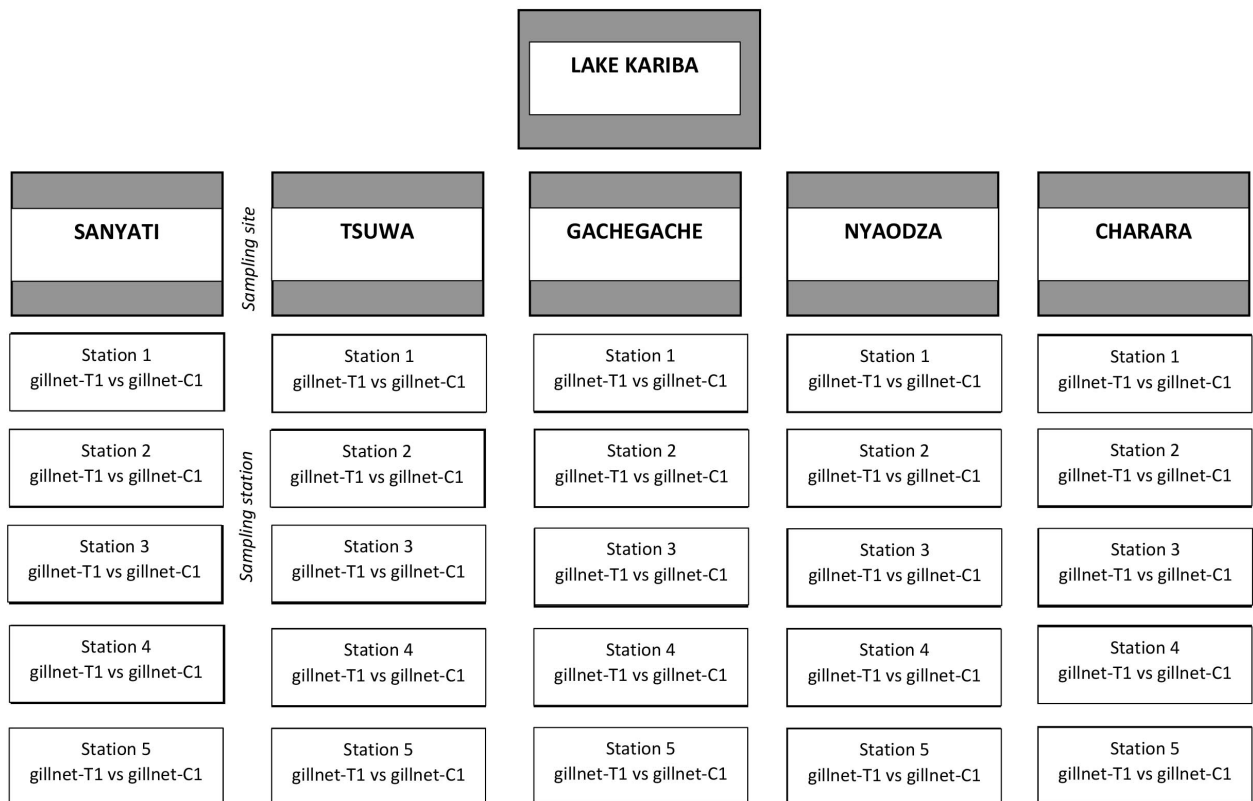 LAKE KARIBA
SANYATI
Sampling site
TSUWA
GACHEGACHE
NYAODZA
CHARARA
Station 1
gillnet-T1 vs gillnet-C1
Station 1
gillnet-T1 vs gillnet-C1
Station 1
gillnet-T1 vs gillnet-C1
Station 1
gillnet-T1 vs gillnet-C1
Station 1
gillnet-T1 vs gillnet-C1
Station 2
gillnet-T1 vs gillnet-C1
Sampling station
Station 2
gillnet-T1 vs gillnet-C1
Station 2
gillnet-T1 vs gillnet-C1
Station 2
gillnet-T1 vs gillnet-C1
Station 2
gillnet-T1 vs gillnet-C1
Station 3
gillnet-T1 vs gillnet-C1
Station 3
gillnet-T1 vs gillnet-C1
Station 3
gillnet-T1 vs gillnet-C1
Station 3
gillnet-T1 vs gillnet-C1
Station 3
gillnet-T1 vs gillnet-C1
Station 4
gillnet-T1 vs gillnet-C1
Station 4
gillnet-T1 vs gillnet-C1
Station 4
gillnet-T1 vs gillnet-C1
Station 4
gillnet-T1 vs gillnet-C1
Station 4
gillnet-T1 vs gillnet-C1
Station 5
gillnet-T1 vs gillnet-C1
Station 5
gillnet-T1 vs gillnet-C1
Station 5
gillnet-T1 vs gillnet-C1
Station 5
gillnet-T1 vs gillnet-C1
Station 5
gillnet-T1 vs gillnet-C1